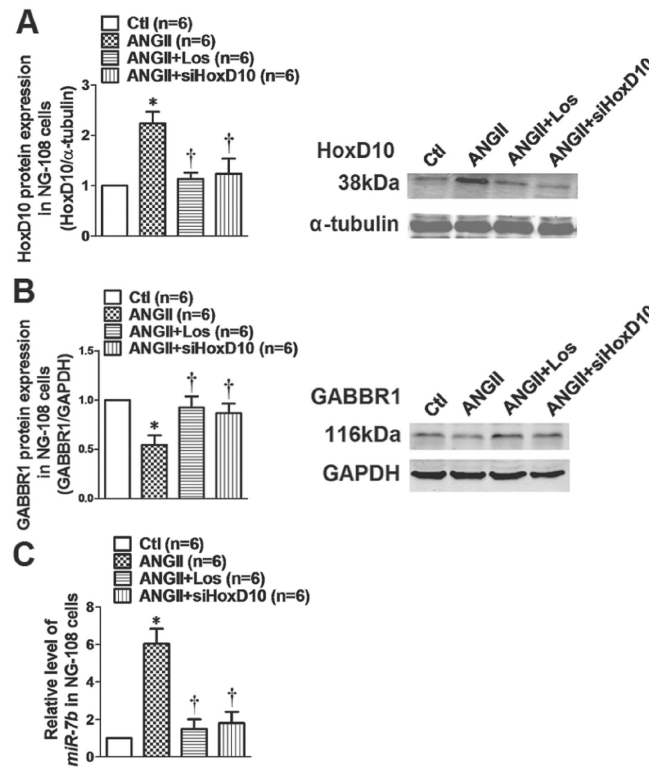 A
Ctl (n=6)
ANGII (n=6)
ANGII+Los (n=6)
ANGII+siHoxD10 (n=6)
HoxD10 protein expression
in NG-108 cells
(HoxD10/α-tubulin)
3
2
1
0
*
†
†
Ctl
ANGII
ANGII+Los
ANGII+siHoxD10
HoxD10
38kDa
α-tubulin
B
Ctl (n=6)
ANGII (n=6)
ANGII+Los (n=6)
ANGII+siHoxD10 (n=6)
GABBR1 protein expression
in NG-108 cells
(GABBR1/GAPDH)
1.5
1.0
0.5
0.0
*
†
†
Ctl
ANGII
ANGII+Los
ANGII+siHoxD10
GABBR1
116kDa
GAPDH
C
Ctl (n=6)
ANGII (n=6)
ANGII+Los (n=6)
ANGII+siHoxD10 (n=6)
Relative level of
miR-7b in NG-108 cells
8
6
4
2
0
*
†
†